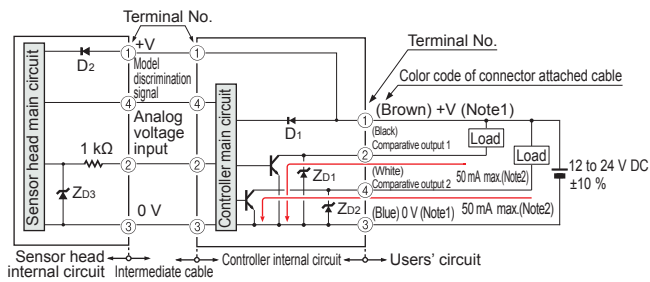 Terminal No.
Terminal No.
Color code of connector attached cable
Sensor head main circuit
D2
1 +V 1
Model
discrimination
signal
4 4
Analog
voltage
input
1 kΩ
2 2
ZD3
0 V
3 3
Controller main circuit
D1
1 (Brown) +V (Note1)
(Black)
Comparative output 1
2
Load
Load
ZD1
(White)
Comparative output 2
4
50 mA max.(Note2)
12 to 24 V DC
±10 %
ZD2
(Blue) 0 V (Note1)
50 mA max.(Note2)
3
Sensor head
internal circuit
Intermediate cable
Controller internal circuit
Users' circuit